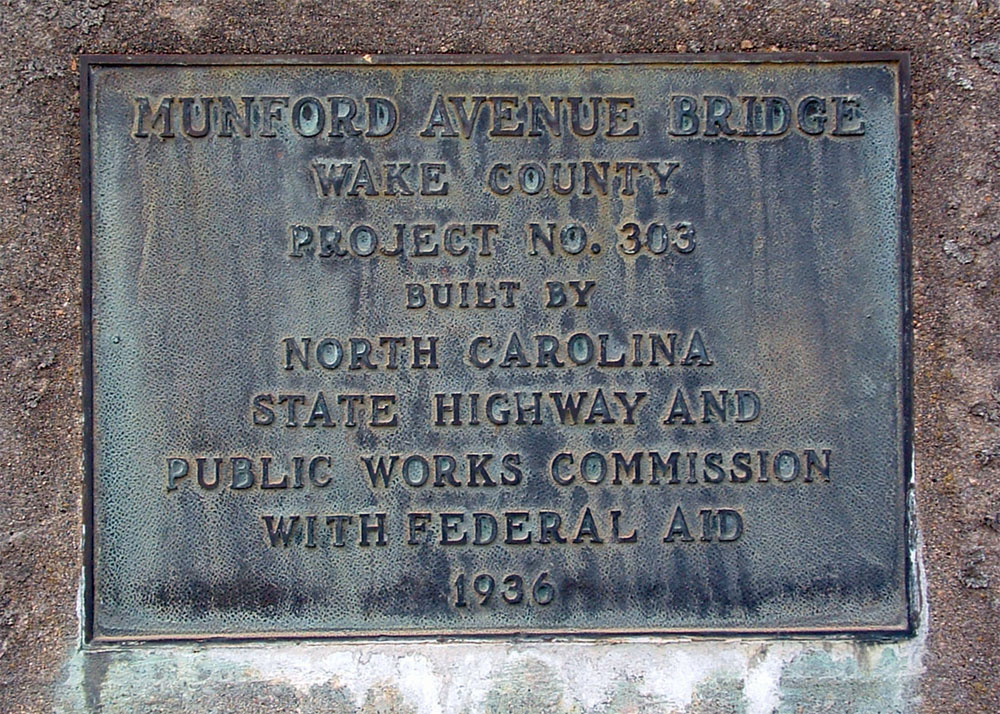 MUNFORD AVENUE BRIDGE
WAKE COUNTY
PROJECT NO. 303
BUILT BY
NORTH CAROLINA
STATE HIGHWAY AND
PUBLIC WORKS COMMISSION
WITH FEDERAL AID
1936